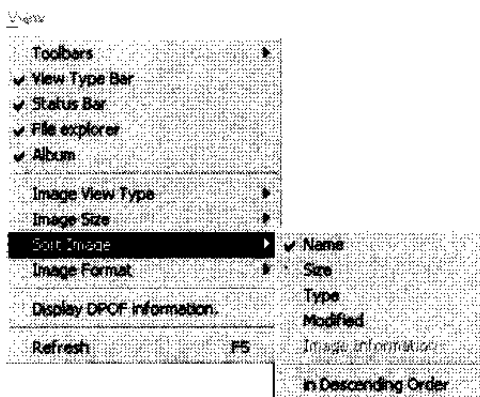 View
Toolbars
View Type Bar
Status Bar
File explorer
Album
Image View Type
Image Size
Sort Image
Image Format
Display DPOF information.
Refresh F5
Name
Size
Type
Modified
Image information
in Descending Order